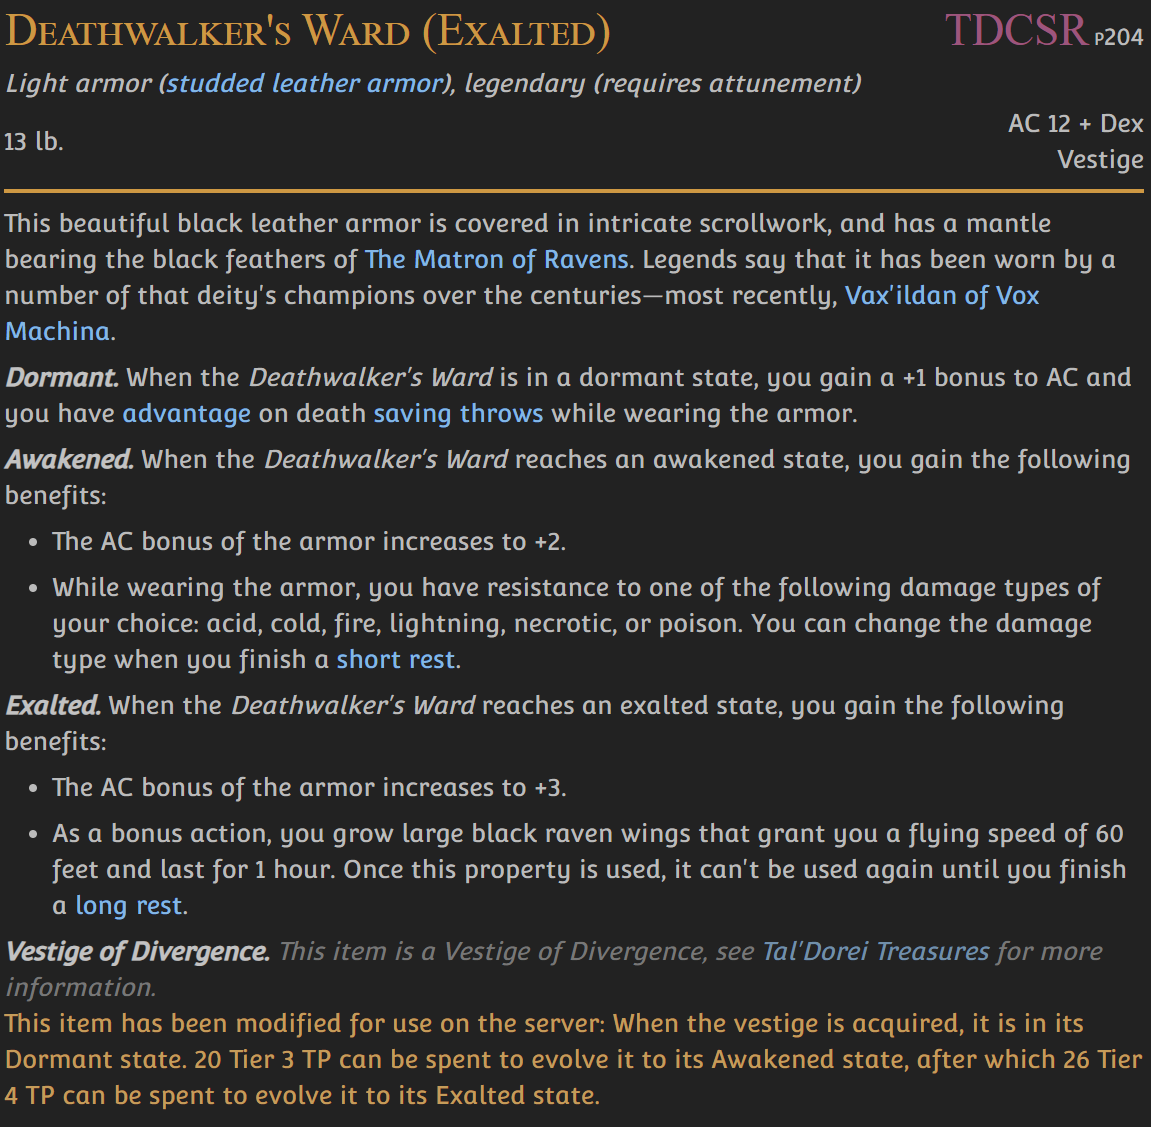 Deathwalker's Ward (Exalted) TDCSR P204
Light armor (studded leather armor), legendary (requires attunement)
13 lb.
AC 12 + Dex
Vestige
This beautiful black leather armor is covered in intricate scrollwork, and has a mantle
bearing the black feathers of The Matron of Ravens. Legends say that it has been worn by a
number of that deity's champions over the centuries—most recently, Vax'ildan of Vox
Machina.
Dormant. When the Deathwalker's Ward is in a dormant state, you gain a +1 bonus to AC and
you have advantage on death saving throws while wearing the armor.
Awakened. When the Deathwalker's Ward reaches an awakened state, you gain the following
benefits:
• The AC bonus of the armor increases to +2.
• While wearing the armor, you have resistance to one of the following damage types of
your choice: acid, cold, fire, lightning, necrotic, or poison. You can change the damage
type when you finish a short rest.
Exalted. When the Deathwalker's Ward reaches an exalted state, you gain the following
benefits:
• The AC bonus of the armor increases to +3.
• As a bonus action, you grow large black raven wings that grant you a flying speed of 60
feet and last for 1 hour. Once this property is used, it can't be used again until you finish
a long rest.
Vestige of Divergence. This item is a Vestige of Divergence, see Tal'Dorei Treasures for more
information.
This item has been modified for use on the server: When the vestige is acquired, it is in its
Dormant state. 20 Tier 3 TP can be spent to evolve it to its Awakened state, after which 26 Tier
4 TP can be spent to evolve it to its Exalted state.